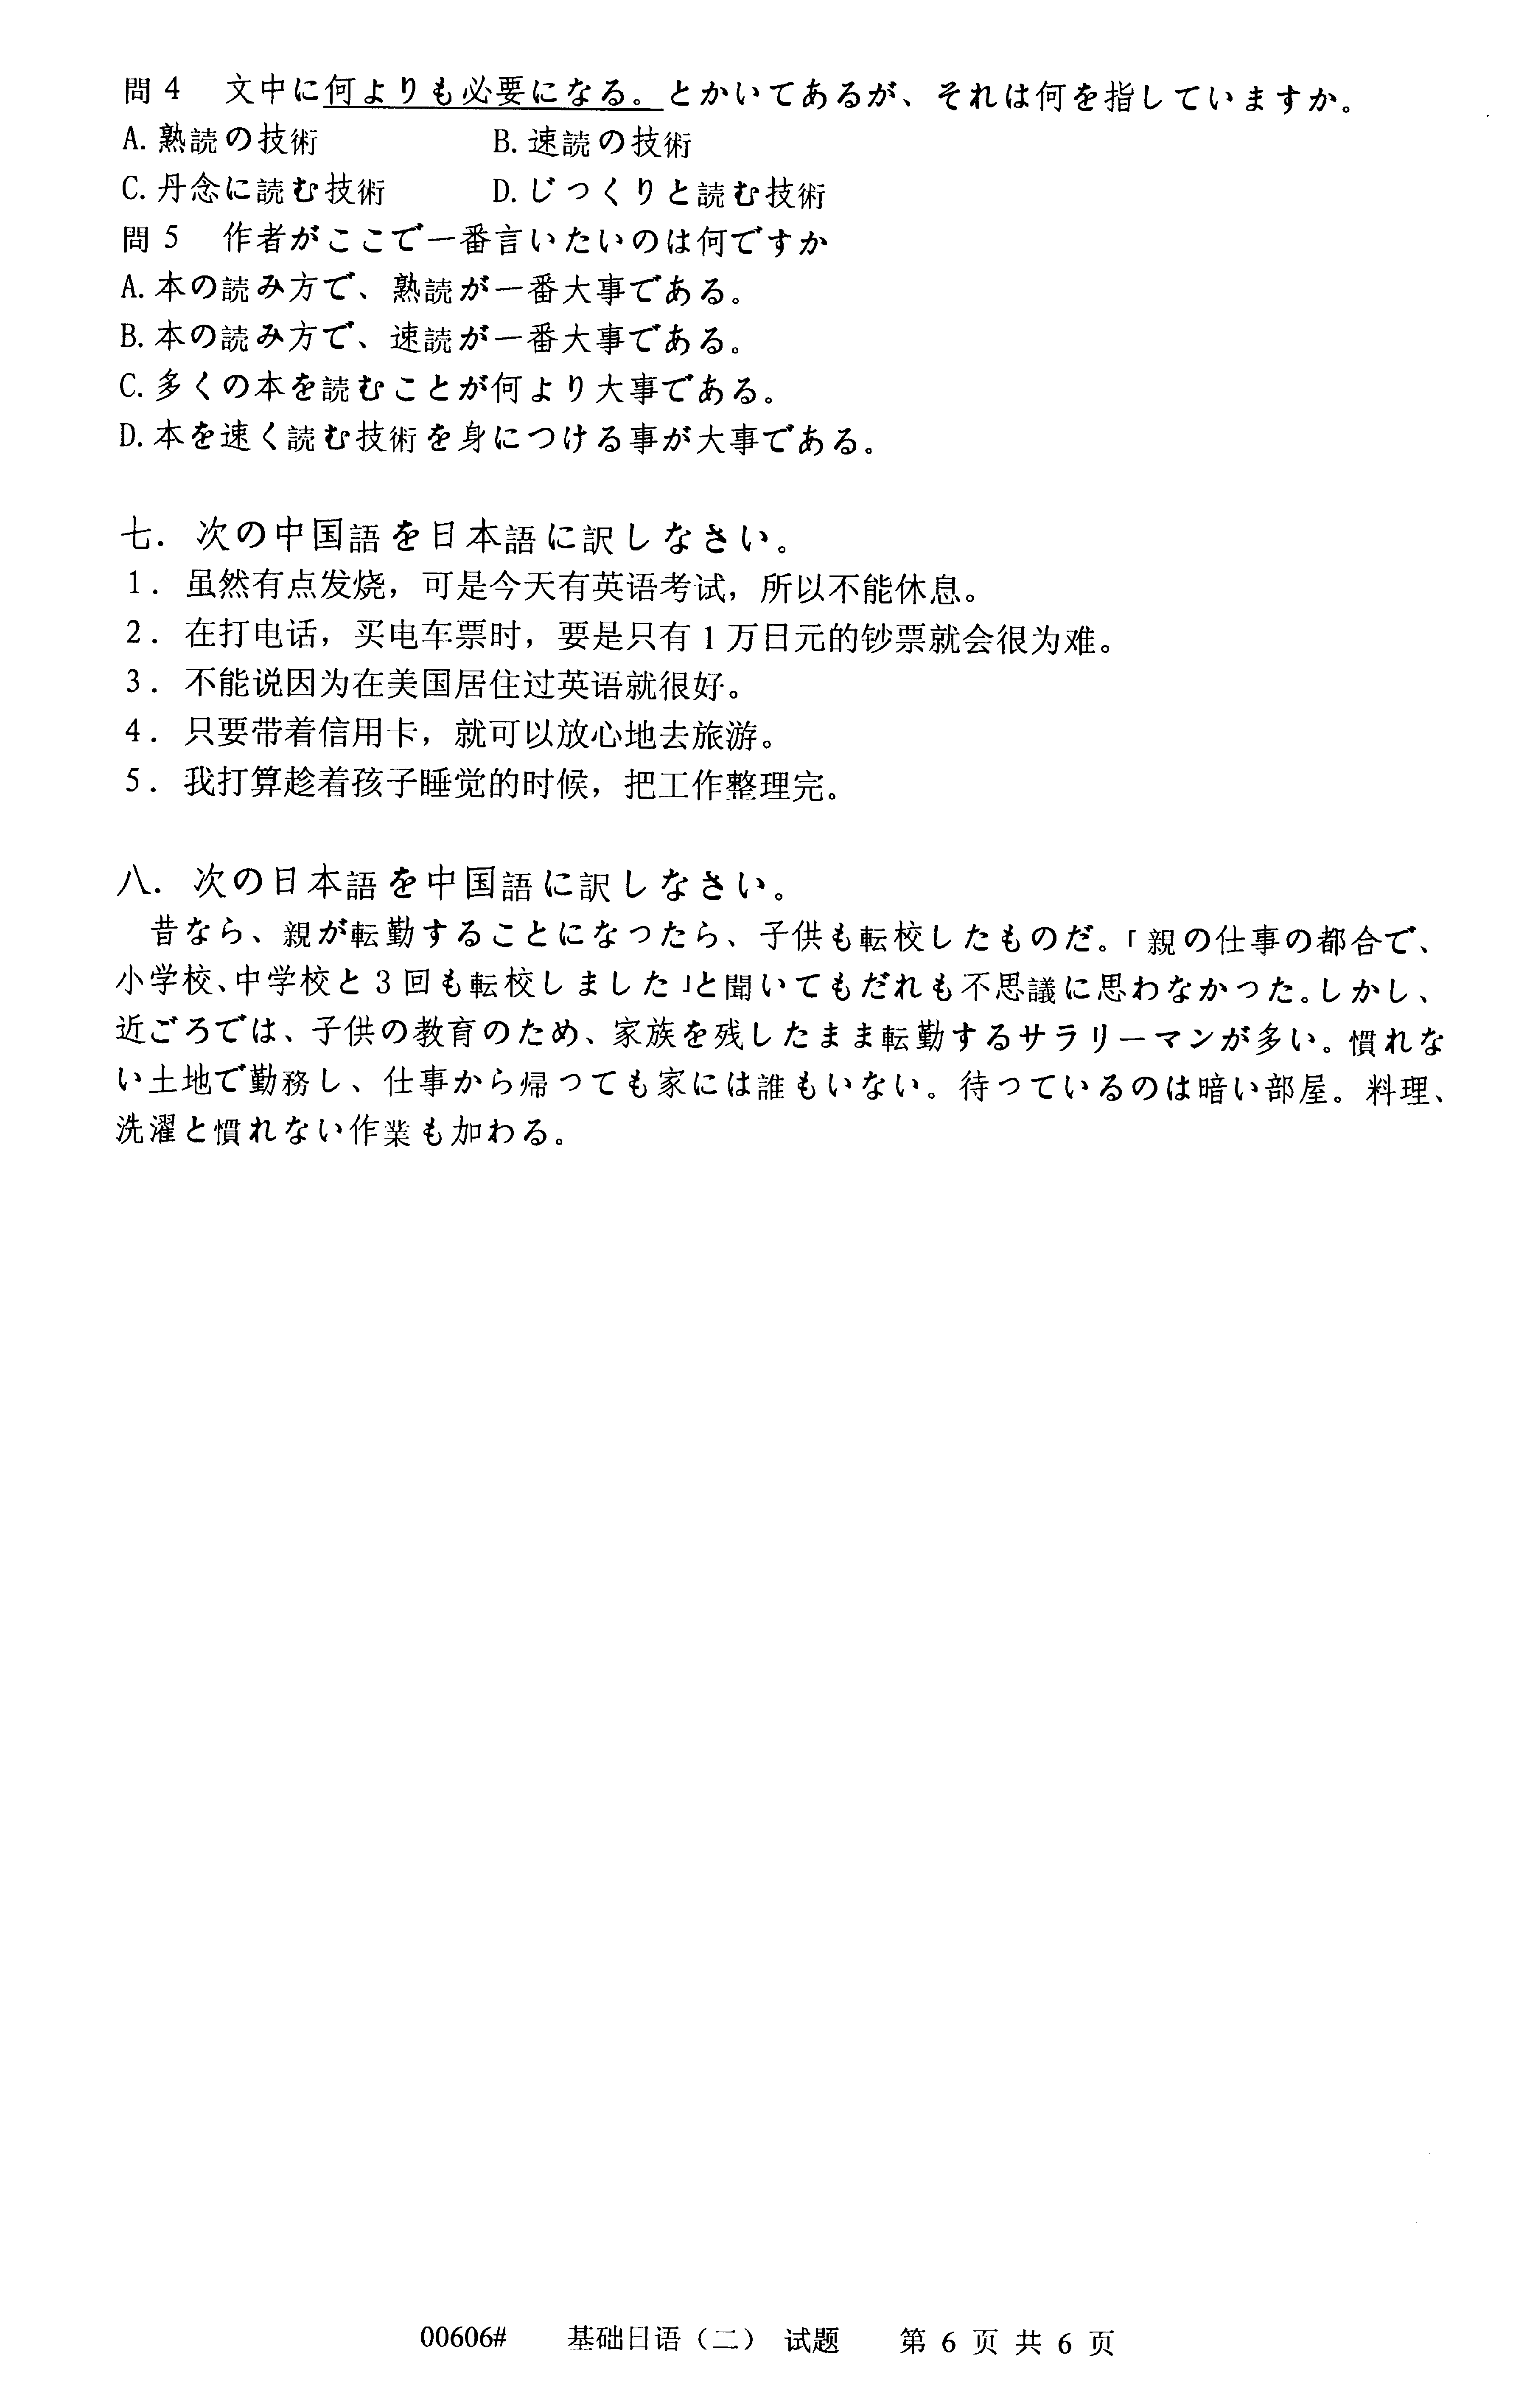 問 4　文中に何よりも必要になる。とかいてあるが、それは何を指していますか。
A. 熟読の技術　　B. 速読の技術
C. 丹念に読む技術　　D. じっくりと読む技術
問 5　作者がここで一番言いたいのは何ですか
A. 本の読み方で、熟読が一番大事である。
B. 本の読み方で、速読が一番大事である。
C. 多くの本を読むことが何より大事である。
D. 本を速く読む技術を身につける事が大事である。
七．次の中国語を日本語に訳しなさい。
1．虽然有点发烧，可是今天有英语考试，所以不能休息。
2．在打电话，买电车票时，要是只有 1 万日元的钞票就会很为难。
3．不能说因为在美国居住过英语就很好。
4．只要带着信用卡，就可以放心地去旅游。
5．我打算趁着孩子睡觉的时候，把工作整理完。
八．次の日本語を中国語に訳しなさい。
昔なら、親が転勤することになったら、子供も転校したものだ。「親の仕事の都合で、
小学校、中学校と 3 回も転校しました」と聞いてもだれも不思議に思わなかった。しかし、
近ごろでは、子供の教育のため、家族を残したまま転勤するサラリーマンが多い。慣れな
い土地で勤務し、仕事から帰っても家には誰もいない。待っているのは暗い部屋。料理、
洗濯と慣れない作業も加わる。
00606#　基础日语（二）　试题　第 6 页 共 6 页